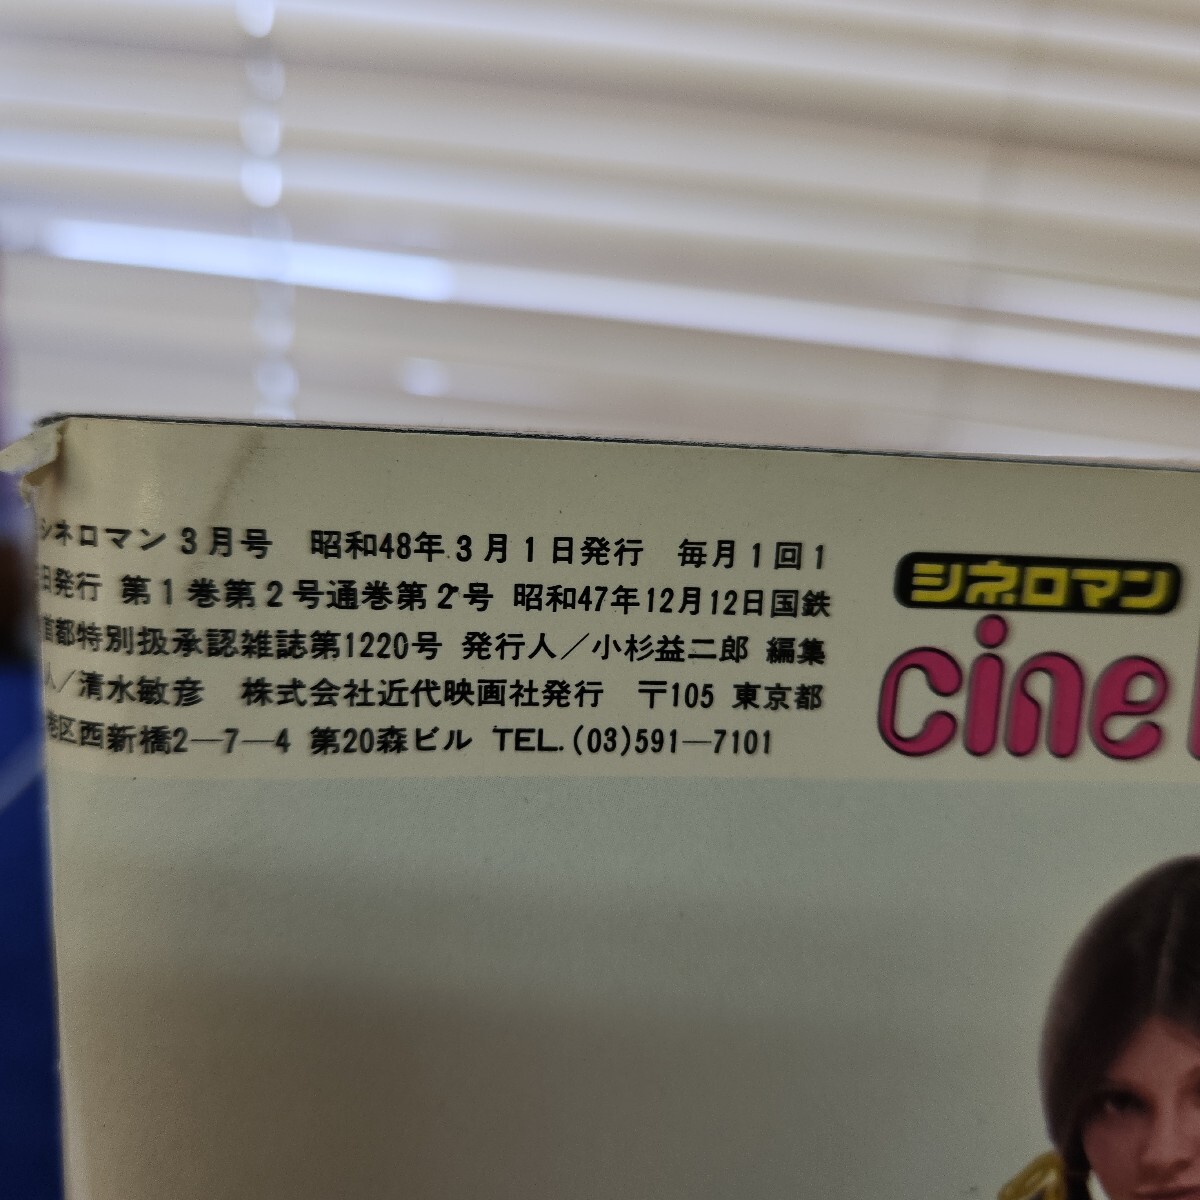 シネロマン3月号 昭和48年3月1日発行 毎月1回1
日発行 第1巻第2号通巻第2号 昭和47年12月12日国鉄
首都特別扱承認雑誌第1220号 発行人／小杉益二郎 編集
人／清水敏彦 株式会社近代映画社発行 〒105 東京都
港区西新橋2―7―4 第20森ビル TEL.(03)591―7101
シネロマン
cine